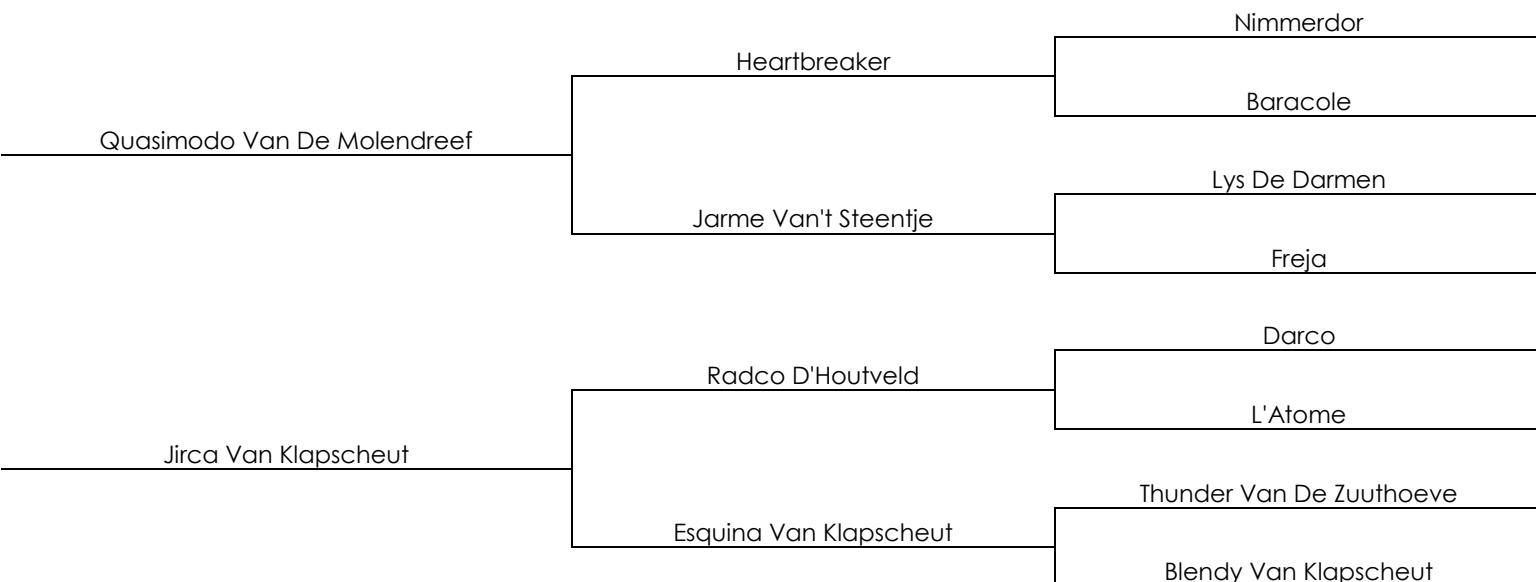 Nimmerdor
Heartbreaker
Baracole
Quasimodo Van De Molendreef
Lys De Darmen
Jarme Van't Steentje
Freja
Darco
Radco D'Houtveld
L'Atome
Jirca Van Klapscheut
Thunder Van De Zuuthoeve
Esquina Van Klapscheut
Blendy Van Klapscheut